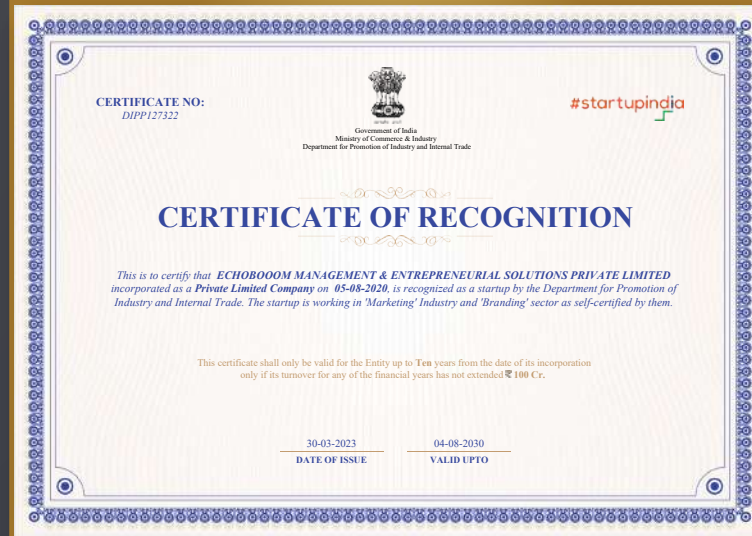 CERTIFICATE NO:
DIPP127322
Government of India
Ministry of Commerce & Industry
Department for Promotion of Industry and Internal Trade
#startupindia
CERTIFICATE OF RECOGNITION
This is to certify that ECHOBOOOM MANAGEMENT & ENTREPRENEURIAL SOLUTIONS PRIVATE LIMITED
incorporated as a Private Limited Company on 05-08-2020, is recognized as a startup by the Department for Promotion of
Industry and Internal Trade. The startup is working in 'Marketing' Industry and 'Branding' sector as self-certified by them.
This certificate shall only be valid for the Entity up to Ten years from the date of its incorporation
only if its turnover for any of the financial years has not extended ₹ 100 Cr.
30-03-2023
04-08-2030
DATE OF ISSUE
VALID UPTO